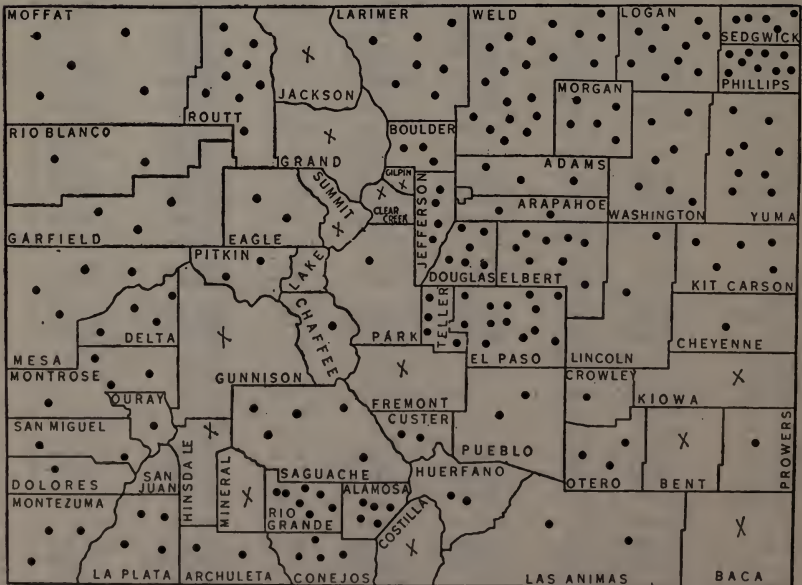 MOFFAT
LARIMER
WELD
LOGAN
SEDGWICK
PHILLIPS
JACKSON
MORGAN
ROUTT
RIO BLANCO
BOULDER
GRAND
GILPIN
ADAMS
SUMMIT
CLEAR
CREEK
JEFFERSON
ARAPAHOE
WASHINGTON
YUMA
GARFIELD
EAGLE
PITKIN
LAKE
DOUGLAS
ELBERT
KIT CARSON
CHAFFEE
TELLER
DELTA
PARK
CHEYENNE
MESA
EL PASO
LINCOLN
MONTROSE
GUNNISON
CROWLEY
OURAY
FREMONT
KIOWA
SAN MIGUEL
CUSTER
PUEBLO
PROWERS
HINSDALE
SAGUACHE
HUERFANO
DOLORES
SAN
JUAN
MINERAL
OTERO
BENT
MONTEZUMA
RIO
GRANDE
ALAMOSA
COSTILLA
LA PLATA
ARCHULETA
CONEJOS
LAS ANIMAS
BACA